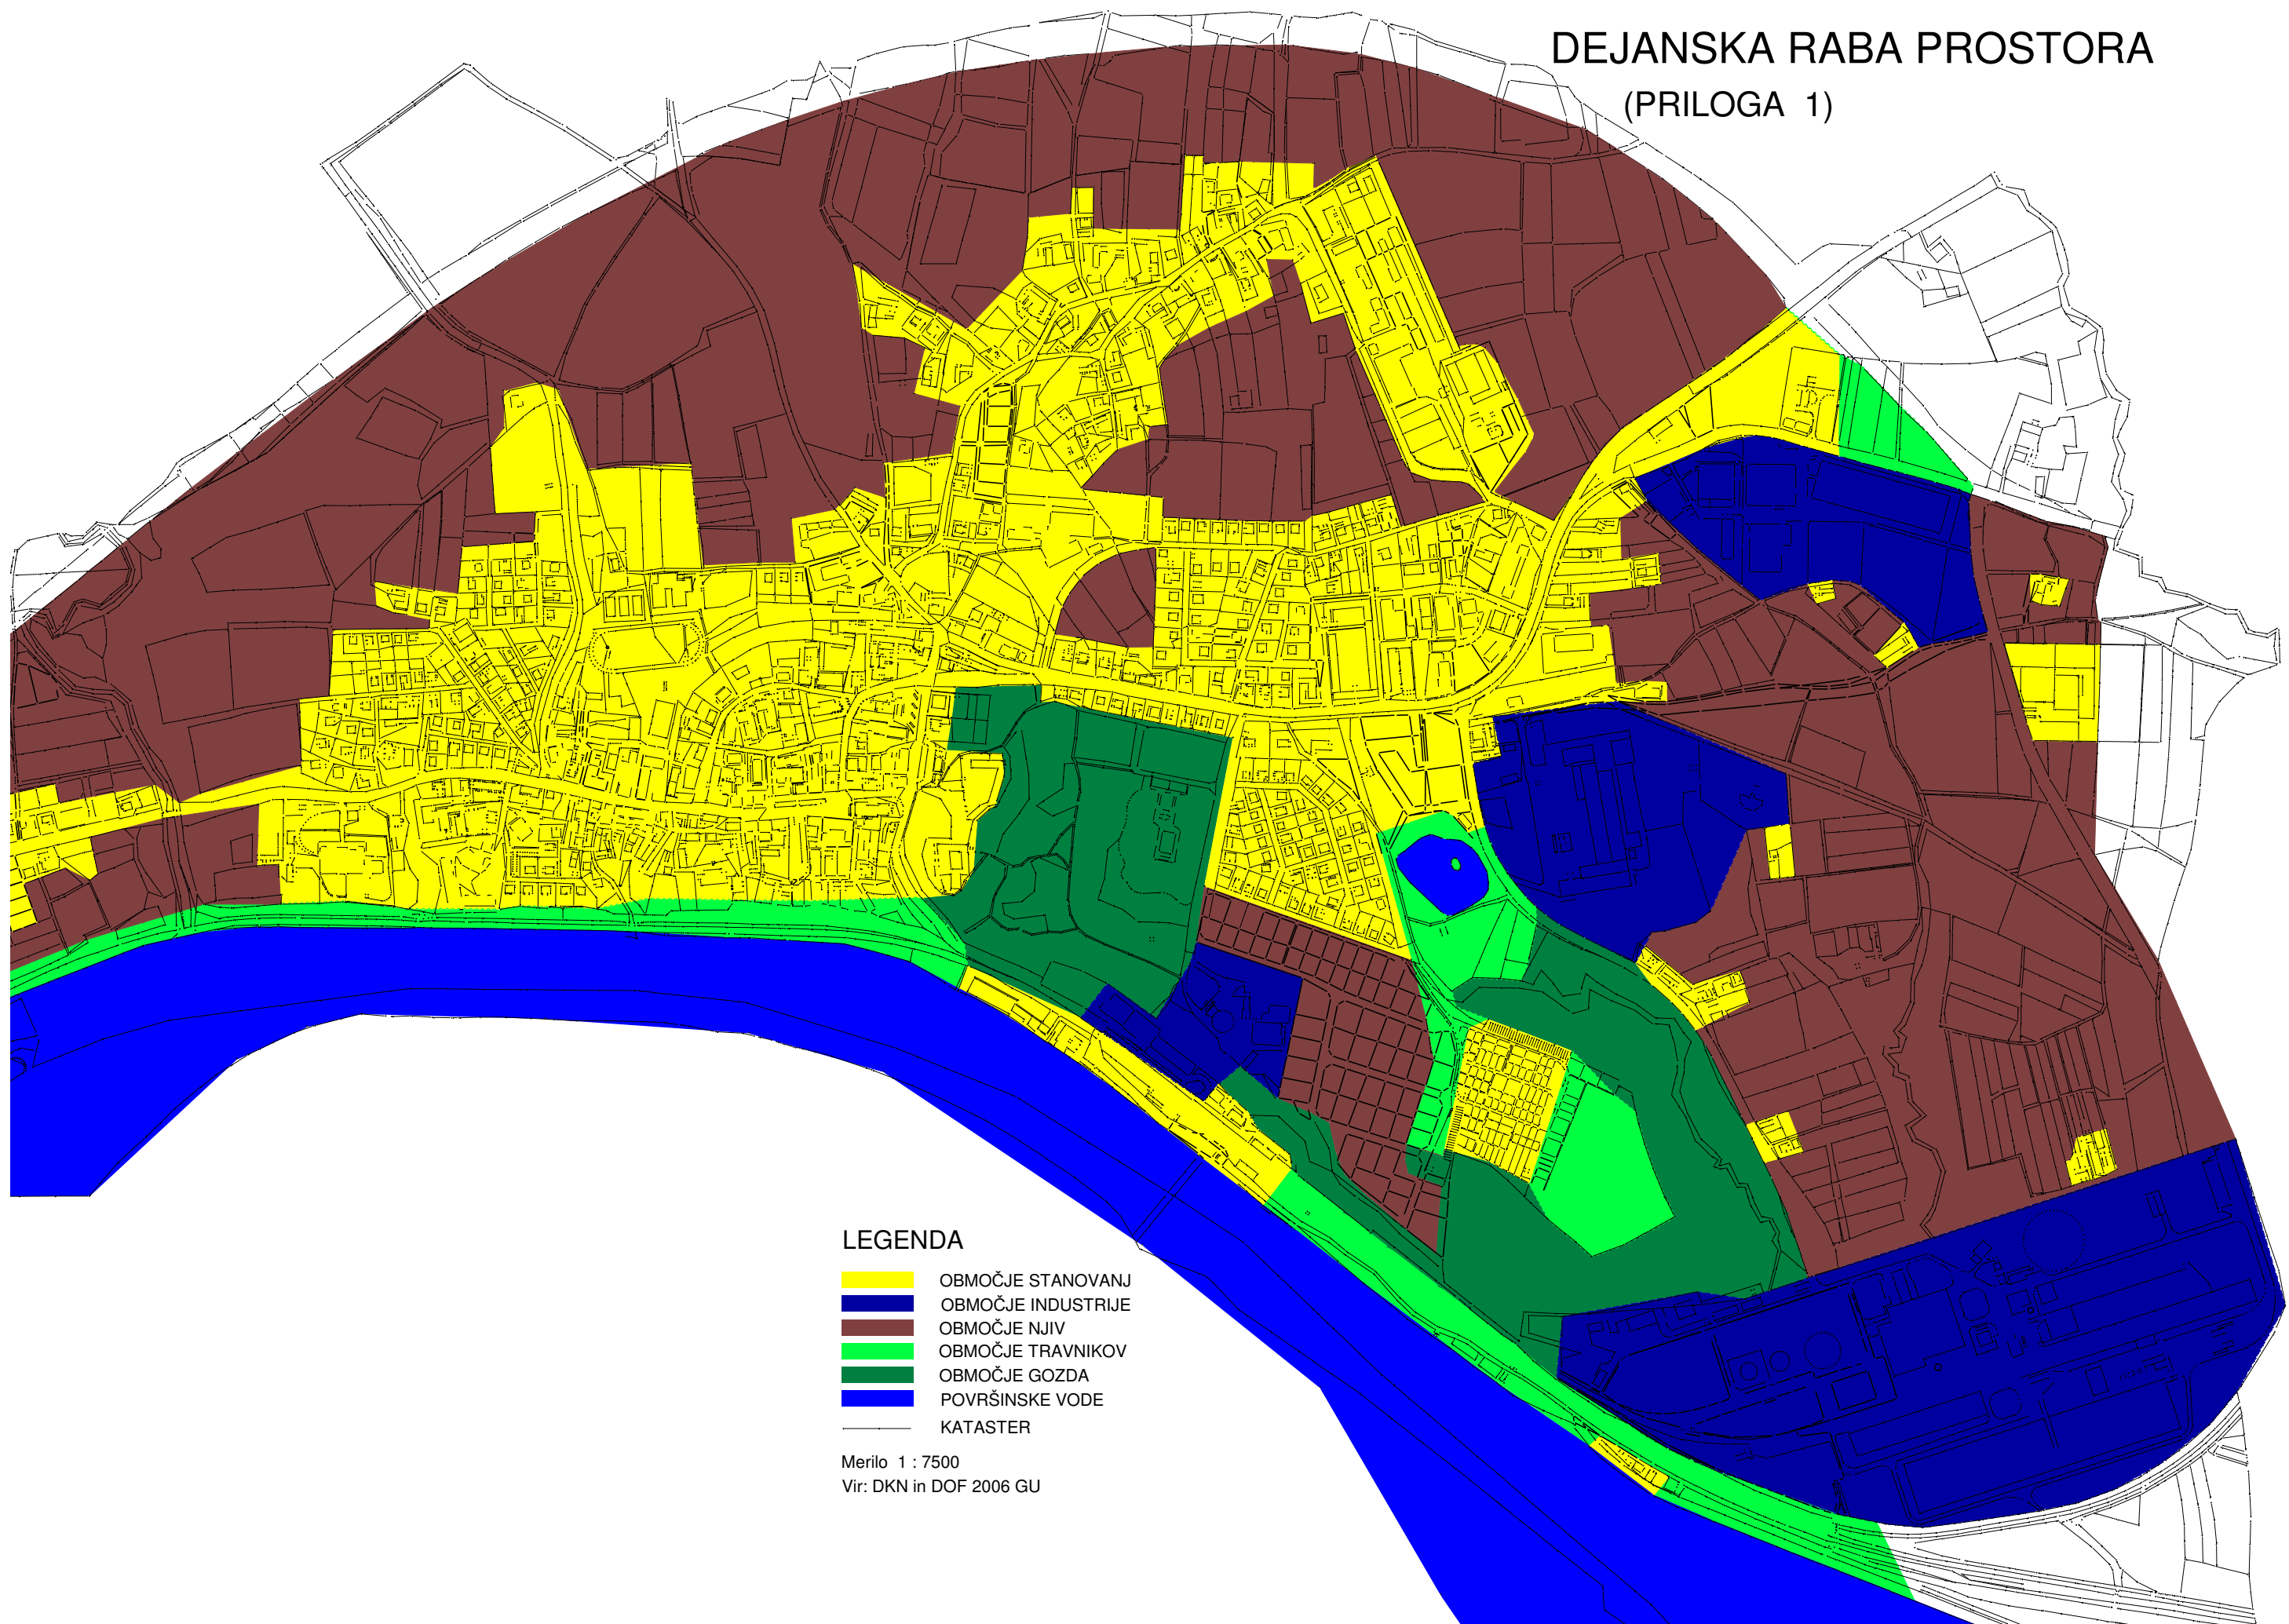 DEJANSKA RABA PROSTORA
(PRILOGA 1)
LEGENDA
OBMOČJE STANOVANJ
OBMOČJE INDUSTRIJE
OBMOČJE NJIV
OBMOČJE TRAVNIKOV
OBMOČJE GOZDA
POVRŠINSKE VODE
KATASTER
Merilo 1 : 7500
Vir: DKN in DOF 2006 GU